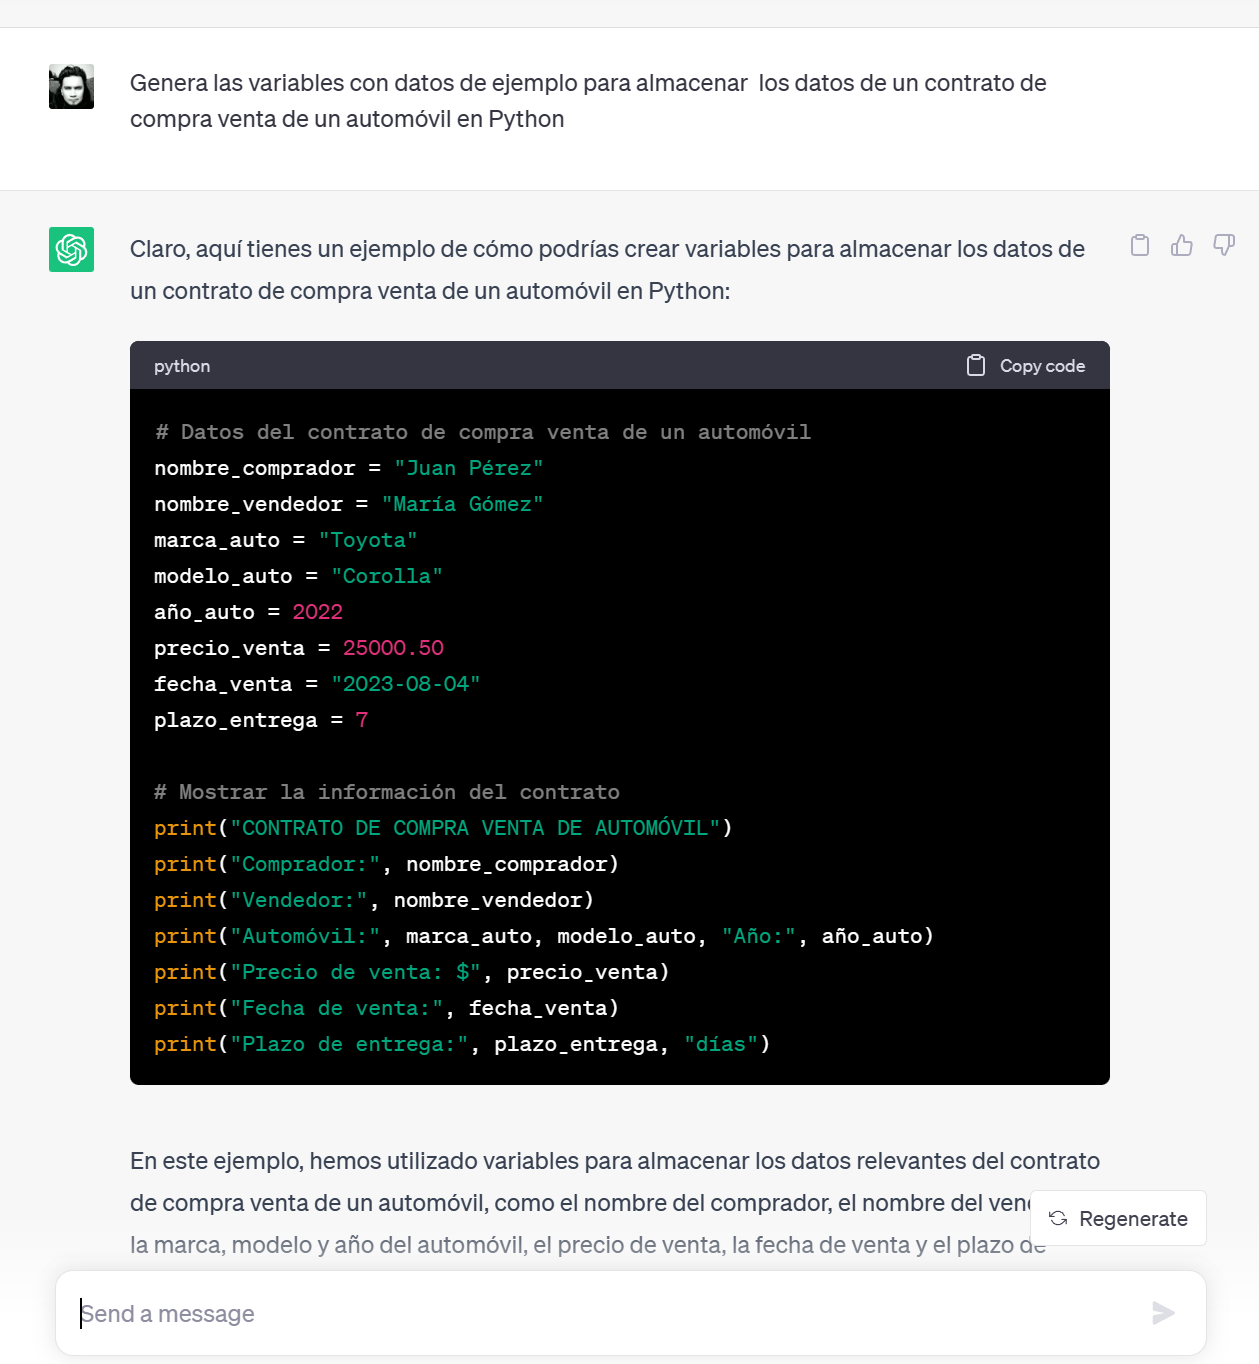 Genera las variables con datos de ejemplo para almacenar  los datos de un contrato de
compra venta de un automóvil en Python
Claro, aquí tienes un ejemplo de cómo podrías crear variables para almacenar los datos de
un contrato de compra venta de un automóvil en Python:
python Copy code
# Datos del contrato de compra venta de un automóvil
nombre_comprador = "Juan Pérez"
nombre_vendedor = "María Gómez"
marca_auto = "Toyota"
modelo_auto = "Corolla"
año_auto = 2022
precio_venta = 25000.50
fecha_venta = "2023-08-04"
plazo_entrega = 7
# Mostrar la información del contrato
print("CONTRATO DE COMPRA VENTA DE AUTOMÓVIL")
print("Comprador:", nombre_comprador)
print("Vendedor:", nombre_vendedor)
print("Automóvil:", marca_auto, modelo_auto, "Año:", año_auto)
print("Precio de venta: $", precio_venta)
print("Fecha de venta:", fecha_venta)
print("Plazo de entrega:", plazo_entrega, "días")
En este ejemplo, hemos utilizado variables para almacenar los datos relevantes del contrato
de compra venta de un automóvil, como el nombre del comprador, el nombre del
Regenerate
la marca, modelo y año del automóvil, el precio de venta, la fecha de venta y el plazo de
Send a message